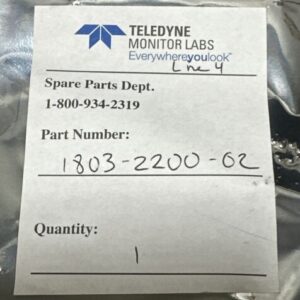 TELEDYNE
MONITOR LABS
Everywhereyoulook™
Line 4
Spare Parts Dept.
1-800-934-2319
Part Number:
1803-2200-02
Quantity:
1